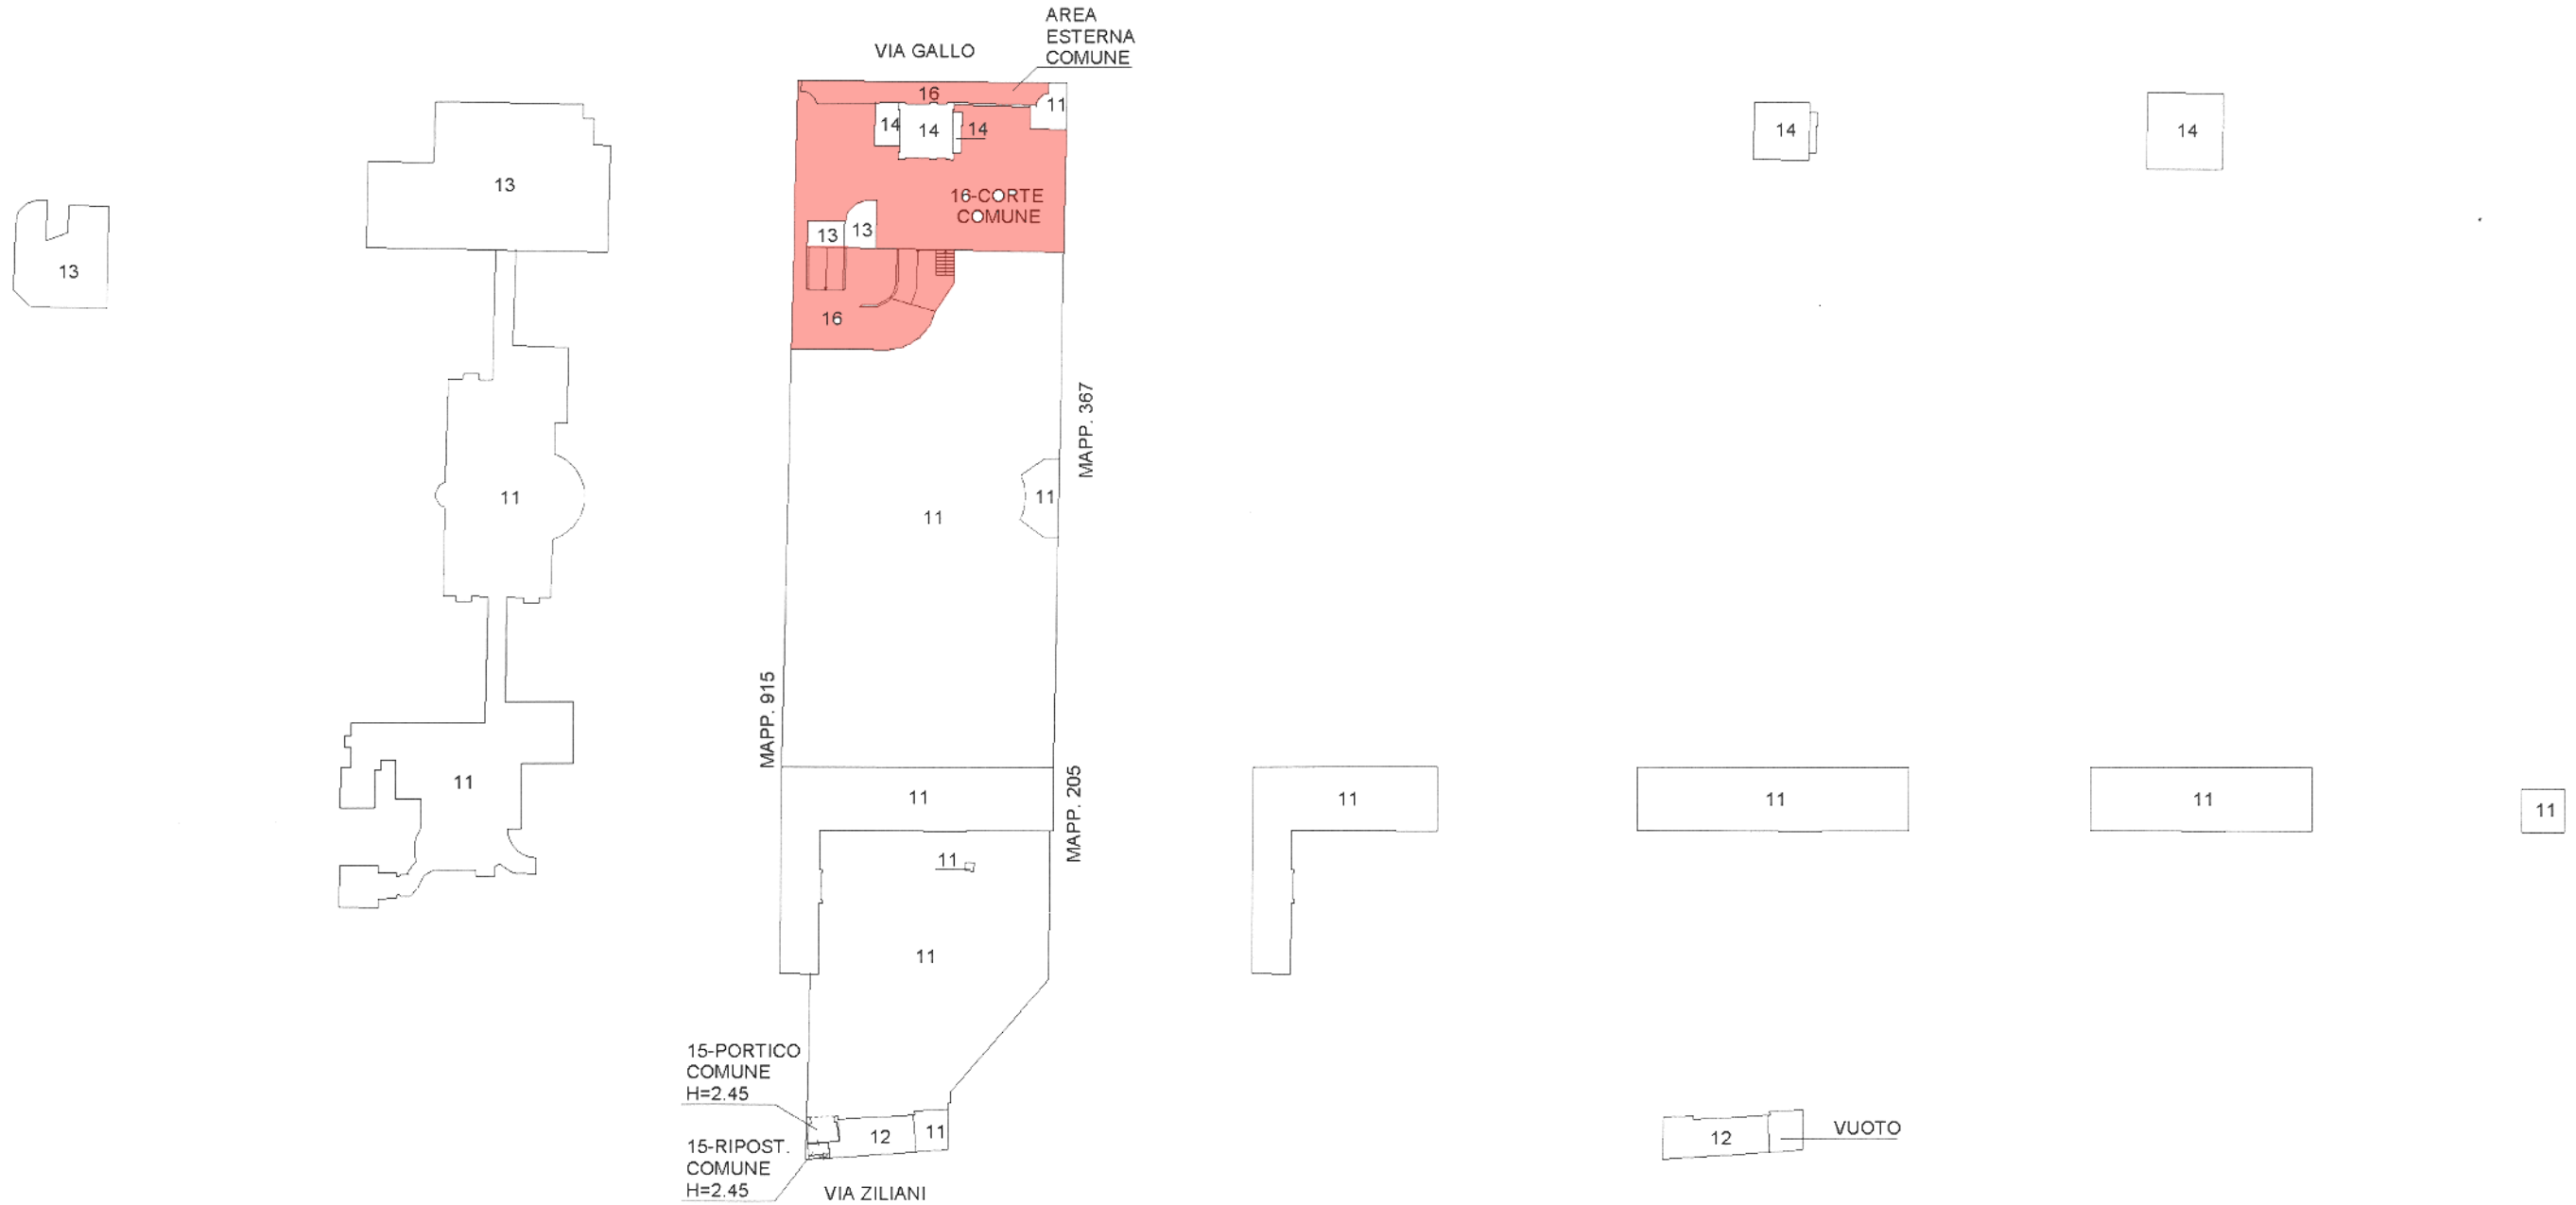 AREA
ESTERNA
COMUNE
VIA GALLO
16
11
14
14
14
14
14
13
16-CORTE
COMUNE
13
13
13
16
MAPP. 367
11
11
11
MAPP. 915
MAPP. 205
11
11
11
11
11
11
11
11
15-PORTICO
COMUNE
H=2.45
12
11
12
VUOTO
15-RIPOST.
COMUNE
H=2.45
VIA ZILIANI